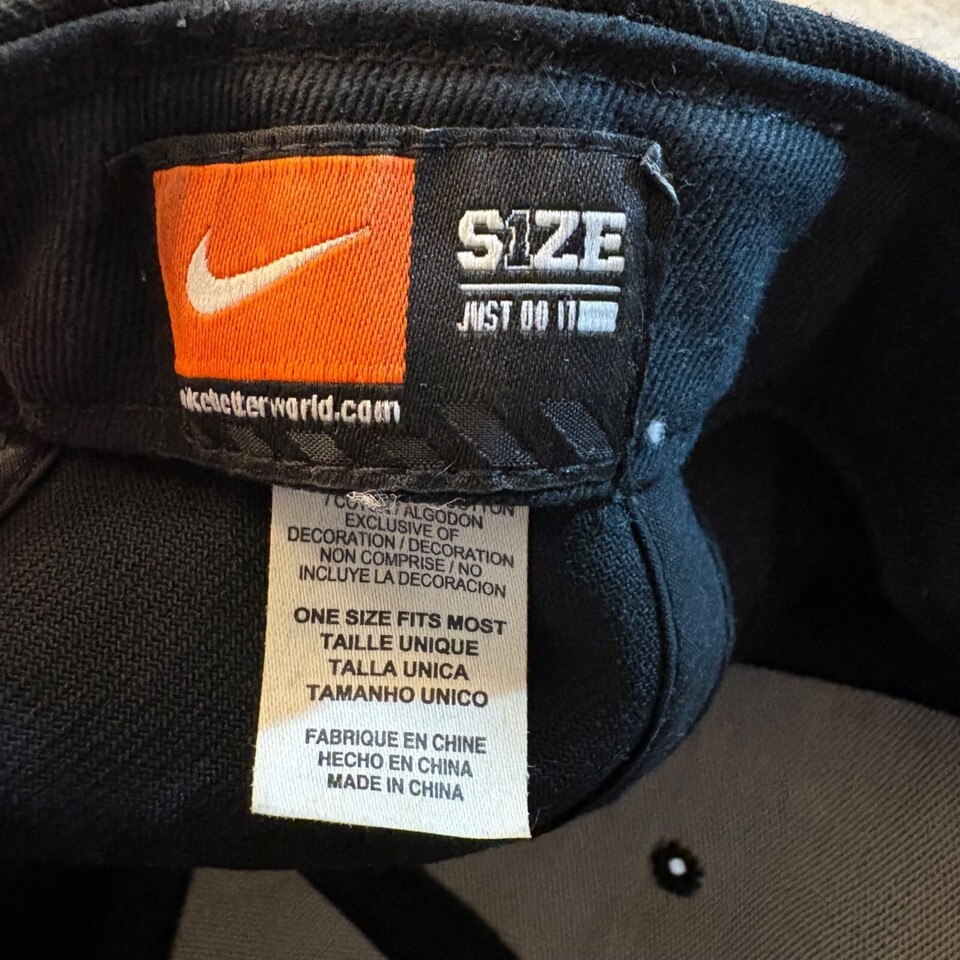 S1ZE
JUST DO IT
nikebetterworld.com
/ ALGODON
EXCLUSIVE OF
DECORATION / DECORATION
NON COMPRISE / NO
INCLUYE LA DECORACION
ONE SIZE FITS MOST
TAILLE UNIQUE
TALLA UNICA
TAMANHO UNICO
FABRIQUE EN CHINE
HECHO EN CHINA
MADE IN CHINA